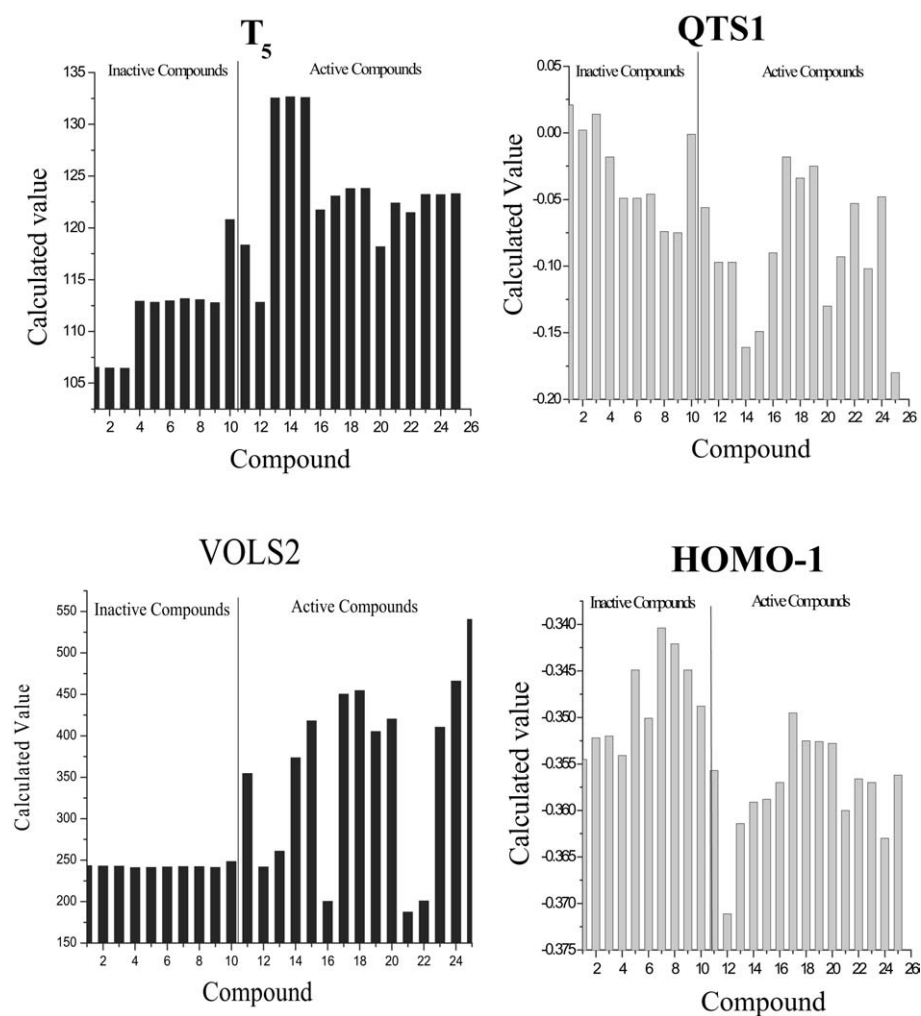 T5
Inactive Compounds
Active Compounds
135
130
125
120
115
110
105
Calculated value
2 4 6 8 10 12 14 16 18 20 22 24 26
Compound
QTS1
Inactive Compounds
Active Compounds
0.05
0.00
-0.05
-0.10
-0.15
-0.20
Calculated Value
2 4 6 8 10 12 14 16 18 20 22 24 26
Compound
VOLS2
Inactive Compounds
Active Compounds
550
500
450
400
350
300
250
200
150
Calculated Value
2 4 6 8 10 12 14 16 18 20 22 24
Compound
HOMO-1
Inactive Compounds
Active Compounds
-0.340
-0.345
-0.350
-0.355
-0.360
-0.365
-0.370
-0.375
Calculated value
2 4 6 8 10 12 14 16 18 20 22 24 26
Compound